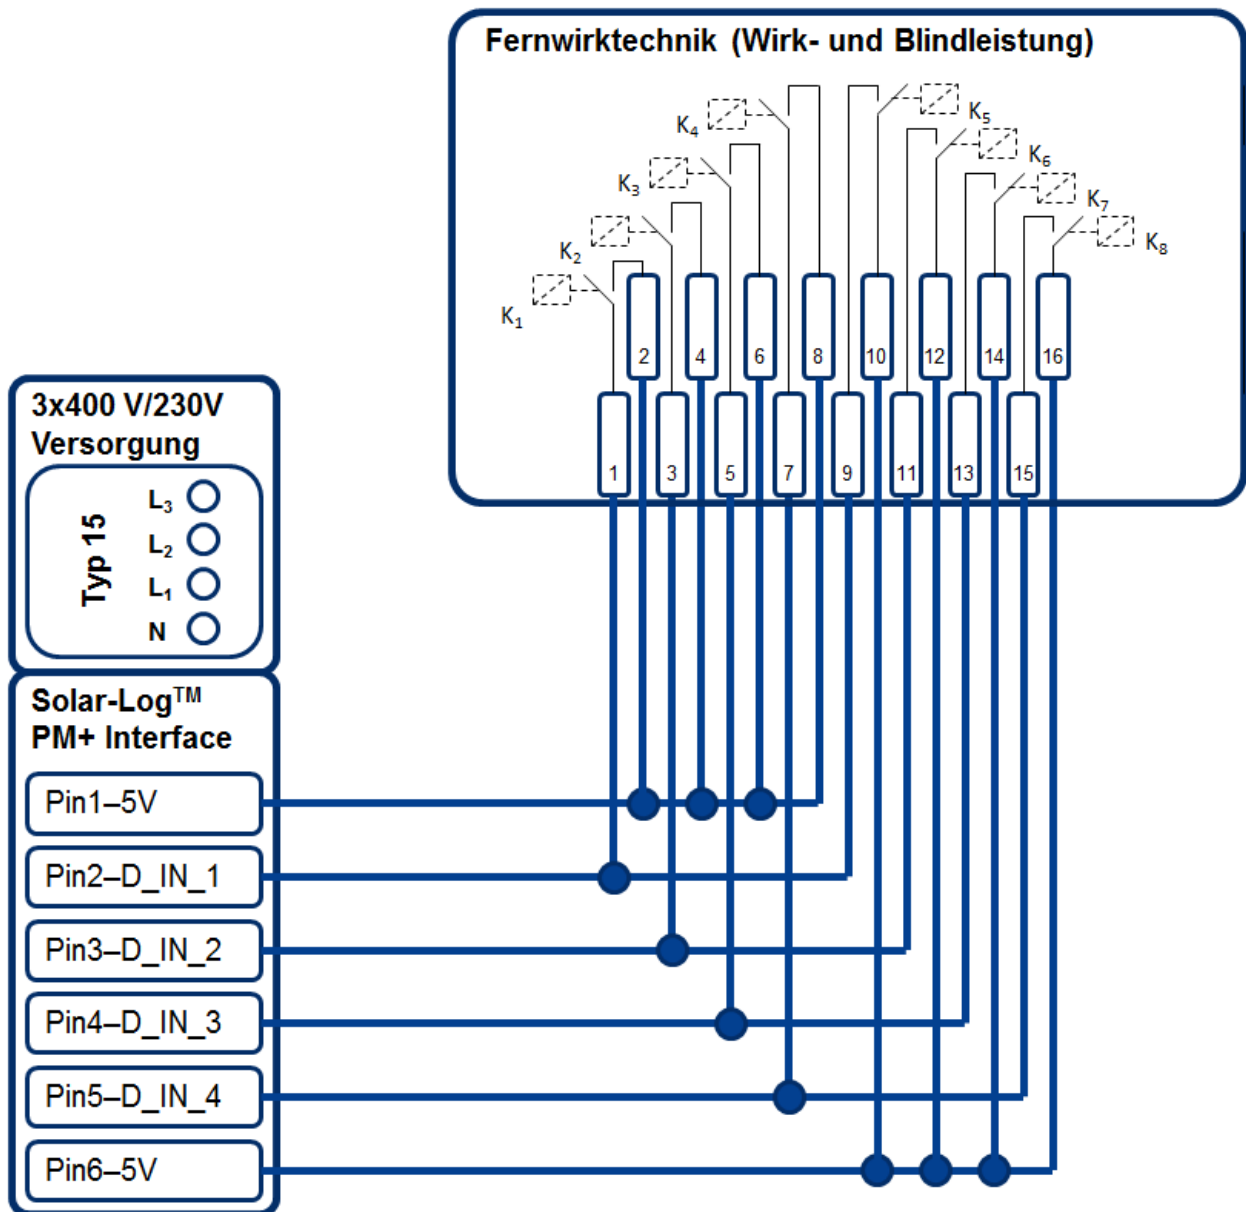 Fernwirktechnik (Wirk- und Blindleistung)
K4
K5
K3
K6
K2
K7
K1
K8
2 4 6 8 10 12 14 16
1 3 5 7 9 11 13 15
3x400 V/230V
Versorgung
Typ 15
L3
L2
L1
N
Solar-Log™
PM+ Interface
Pin1–5V
Pin2–D_IN_1
Pin3–D_IN_2
Pin4–D_IN_3
Pin5–D_IN_4
Pin6–5V